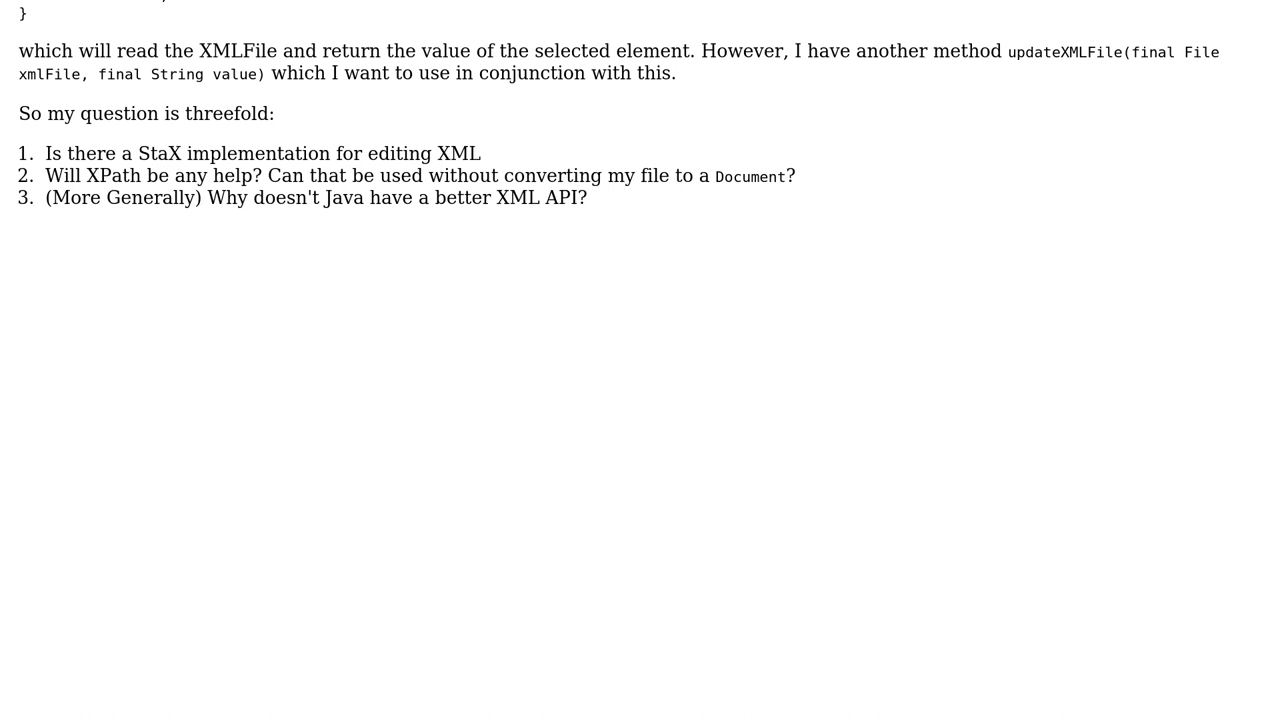 }
which will read the XMLFile and return the value of the selected element. However, I have another method updateXMLFile(final File
xmlFile, final String value) which I want to use in conjunction with this.
So my question is threefold:
1. Is there a StaX implementation for editing XML
2. Will XPath be any help? Can that be used without converting my file to a Document?
3. (More Generally) Why doesn't Java have a better XML API?